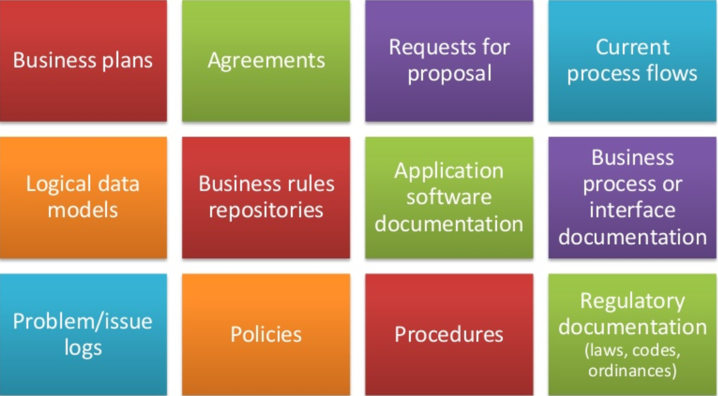 Business plans
Agreements
Requests for
proposal
Current
process flows
Logical data
models
Business rules
repositories
Application
software
documentation
Business
process or
interface
documentation
Problem/issue
logs
Policies
Procedures
Regulatory
documentation
(laws, codes,
ordinances)